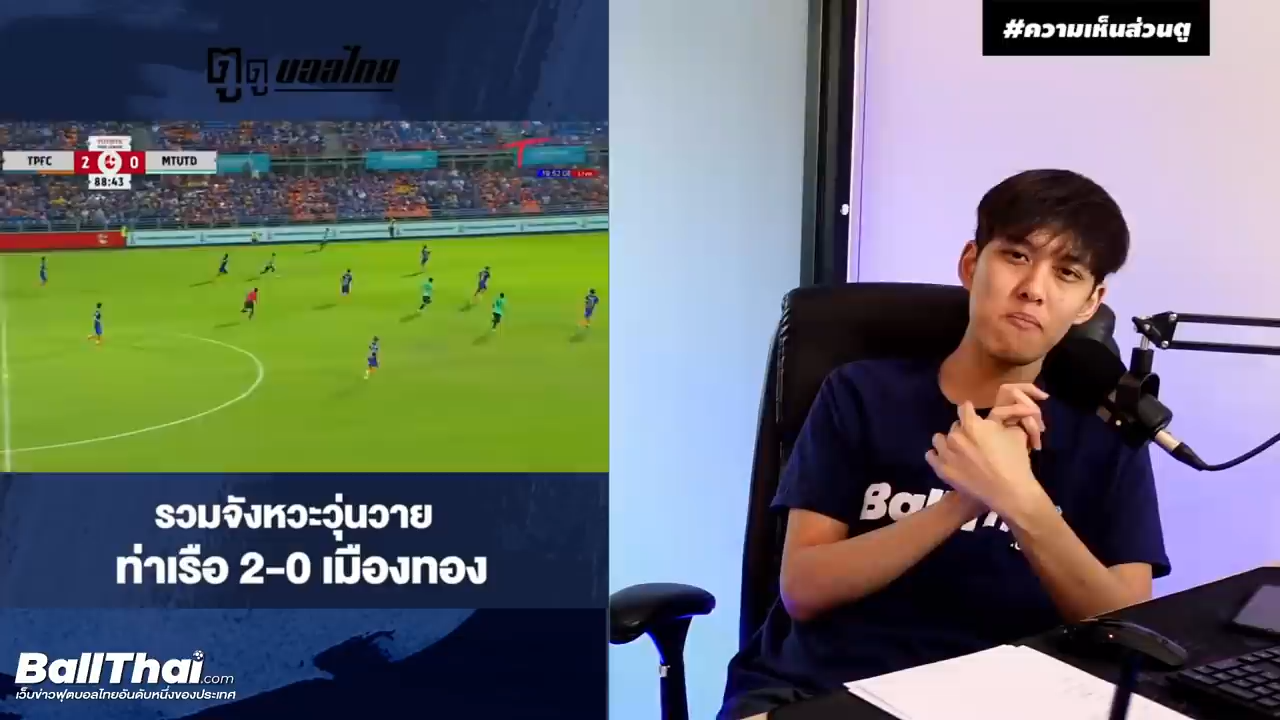 #ความเห็นส่วนตู
ตูดูบอลไทย
TPFC 2 0 MTUTD
88:43
Live
รวมจังหวะวุ่นวาย
ท่าเรือ 2-0 เมืองทอง
BallThai.com
เว็บข่าวฟุตบอลไทยอันดับหนึ่งของประเทศ